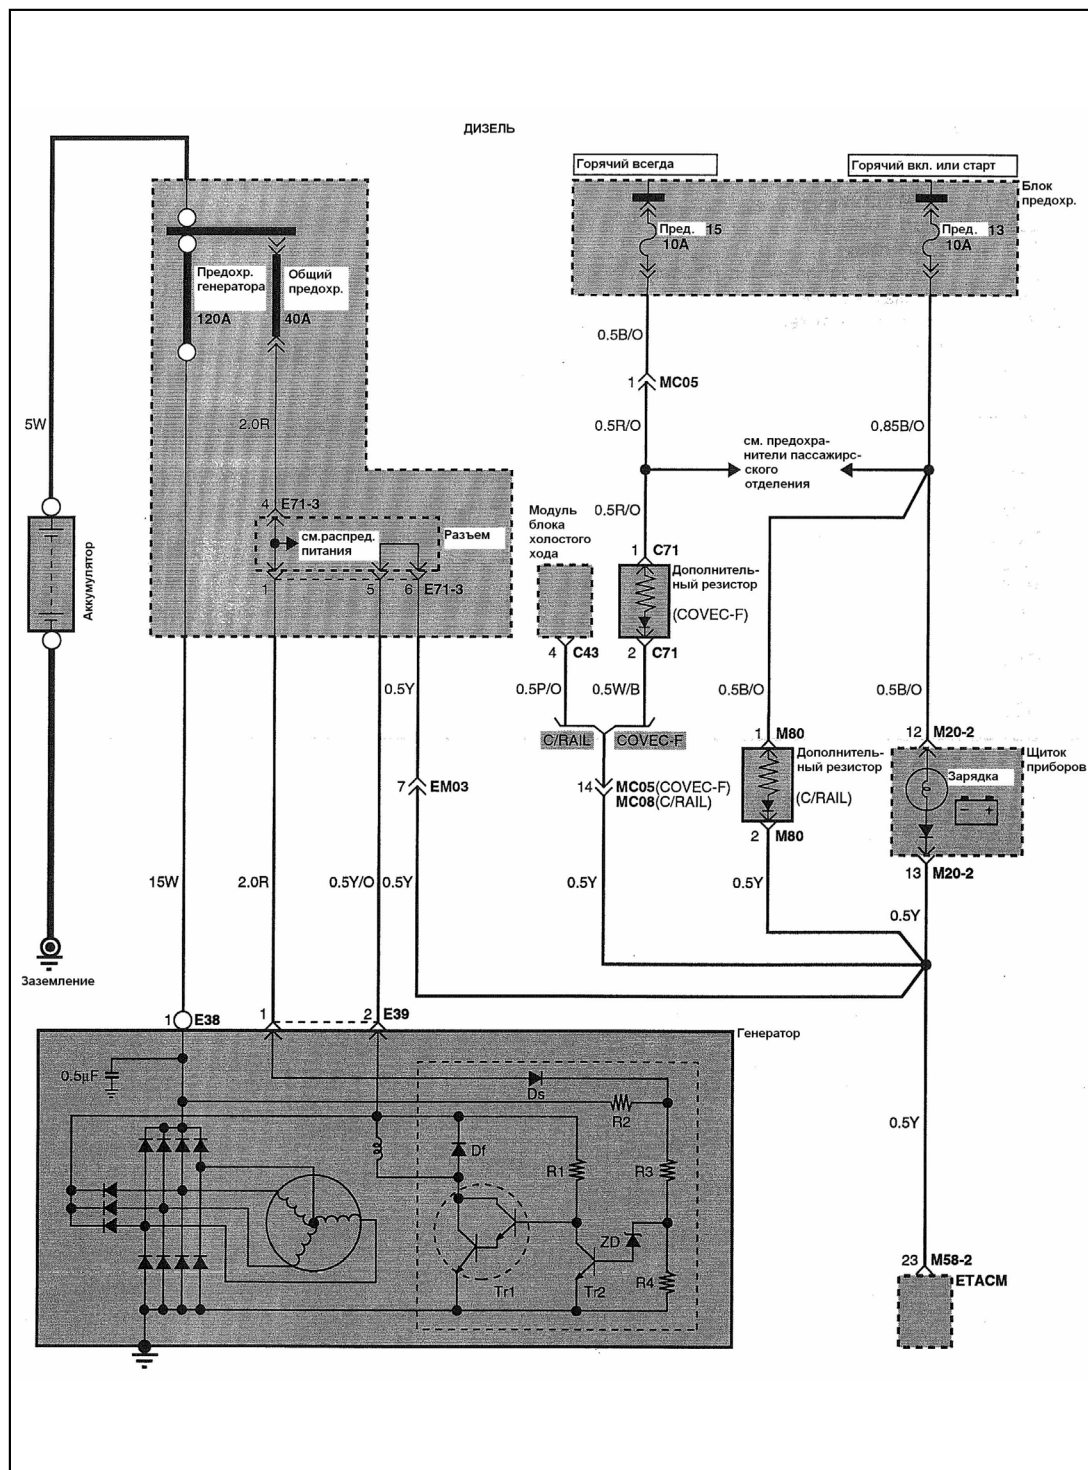 ДИЗЕЛЬ
Горячий всегда
Горячий вкл. или старт
Блок
предохр.
Пред. 15
10A
Пред. 13
10A
Предохр.
генератора
120A
Общий
предохр.
40A
0.5B/O
1 MC05
5W
2.0R
0.5R/O
0.85B/O
см. предохра-
нители пассажирс-
кого
отделения
4 E71-3
0.5R/O
Модуль
блока
холостого
хода
см.распред.
питания
Разъем
1 C71
Дополнитель-
ный резистор
(COVEC-F)
Аккумулятор
1
5
6 E71-3
4 C43
2 C71
0.5Y
0.5P/O
0.5W/B
0.5B/O
0.5B/O
C/RAIL
COVEC-F
1 M80
12 M20-2
Дополнитель-
ный резистор
(C/RAIL)
Щиток
приборов
Зарядка
7 EM03
14 MC05(COVEC-F)
MC08(C/RAIL)
2 M80
13 M20-2
15W
2.0R
0.5Y/O
0.5Y
0.5Y
0.5Y
0.5Y
Заземление
1 E38
1
2 E39
Генератор
0.5µF
Ds
R2
0.5Y
Df
R1
R3
ZD
R4
Tr1
Tr2
23 M58-2
ETACM